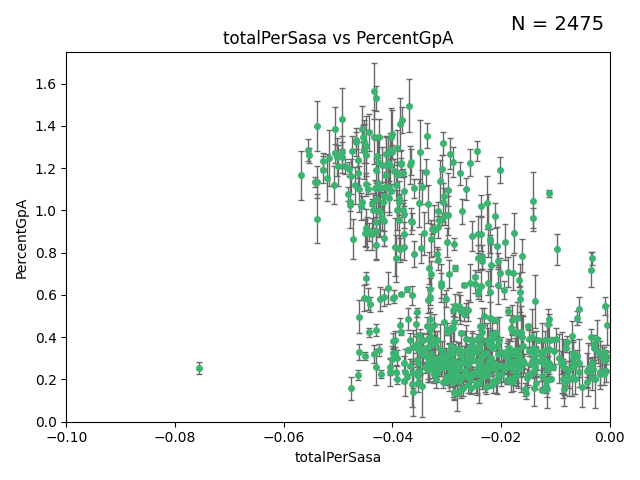 N = 2475
totalPerSasa vs PercentGpA
PercentGpA
1.6
1.4
1.2
1.0
0.8
0.6
0.4
0.2
0.0
−0.10 −0.08 −0.06 −0.04 −0.02 0.00
totalPerSasa